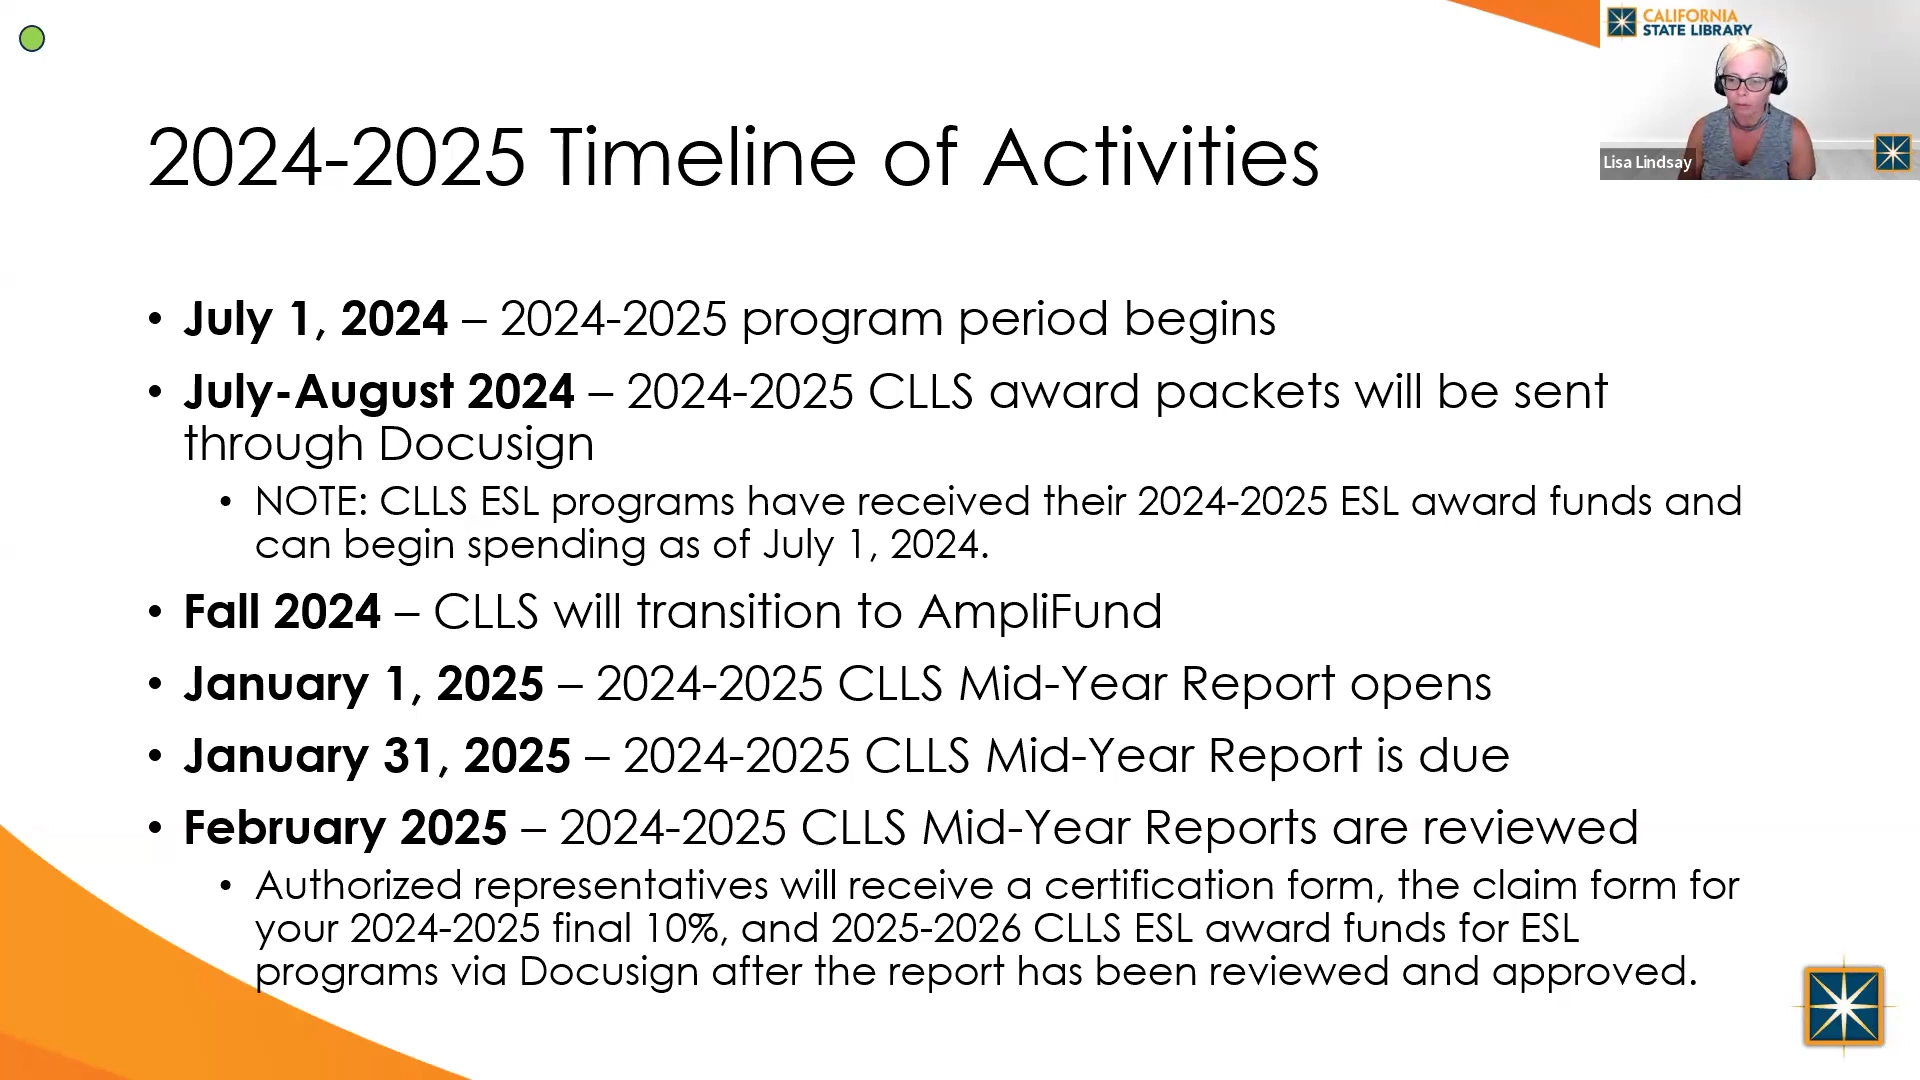 CALIFORNIA
STATE LIBRARY
Lisa Lindsay
2024-2025 Timeline of Activities
• July 1, 2024 – 2024-2025 program period begins
• July-August 2024 – 2024-2025 CLLS award packets will be sent
through Docusign
• NOTE: CLLS ESL programs have received their 2024-2025 ESL award funds and
can begin spending as of July 1, 2024.
• Fall 2024 – CLLS will transition to AmpliFund
• January 1, 2025 – 2024-2025 CLLS Mid-Year Report opens
• January 31, 2025 – 2024-2025 CLLS Mid-Year Report is due
• February 2025 – 2024-2025 CLLS Mid-Year Reports are reviewed
• Authorized representatives will receive a certification form, the claim form for
your 2024-2025 final 10%, and 2025-2026 CLLS ESL award funds for ESL
programs via Docusign after the report has been reviewed and approved.